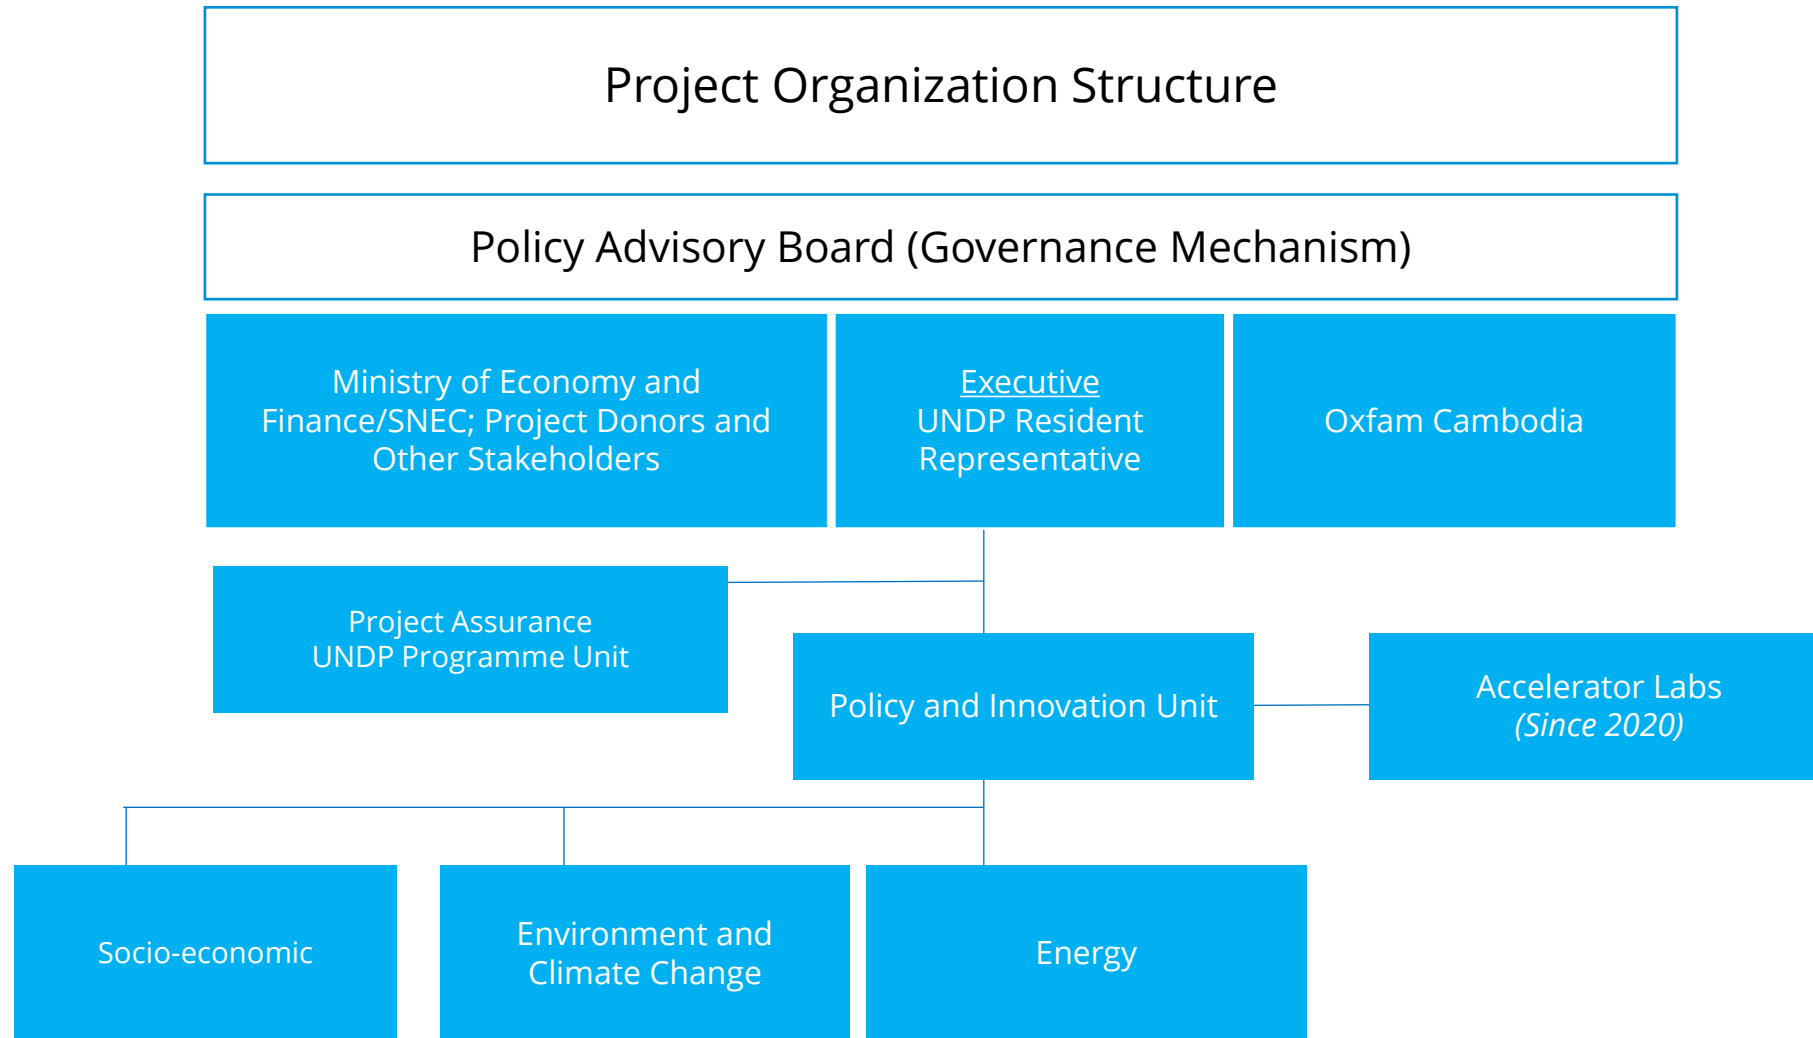 Project Organization Structure
Policy Advisory Board (Governance Mechanism)
Ministry of Economy and
Finance/SNEC; Project Donors and
Other Stakeholders
Executive
UNDP Resident
Representative
Oxfam Cambodia
Project Assurance
UNDP Programme Unit
Policy and Innovation Unit
Accelerator Labs
(Since 2020)
Socio-economic
Environment and
Climate Change
Energy